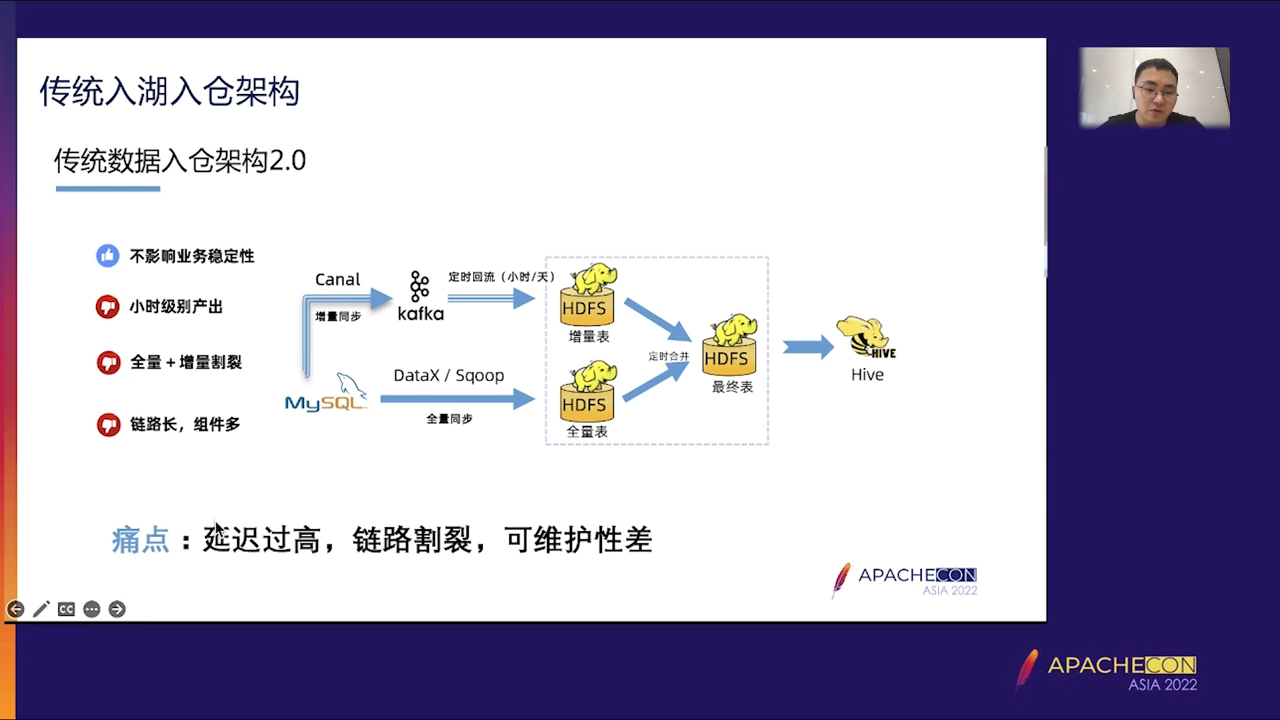 传统入湖入仓架构
传统数据入仓架构2.0
不影响业务稳定性
小时级别产出
全量+增量割裂
链路长，组件多
Canal
增量同步
kafka
定时回流（小时/天）
HDFS
增量表
MySQL
DataX / Sqoop
全量同步
HDFS
全量表
定时合并
HDFS
最终表
HIVE
Hive
痛点：延迟过高，链路割裂，可维护性差
APACHECON
ASIA 2022
CC
APACHECON
ASIA 2022